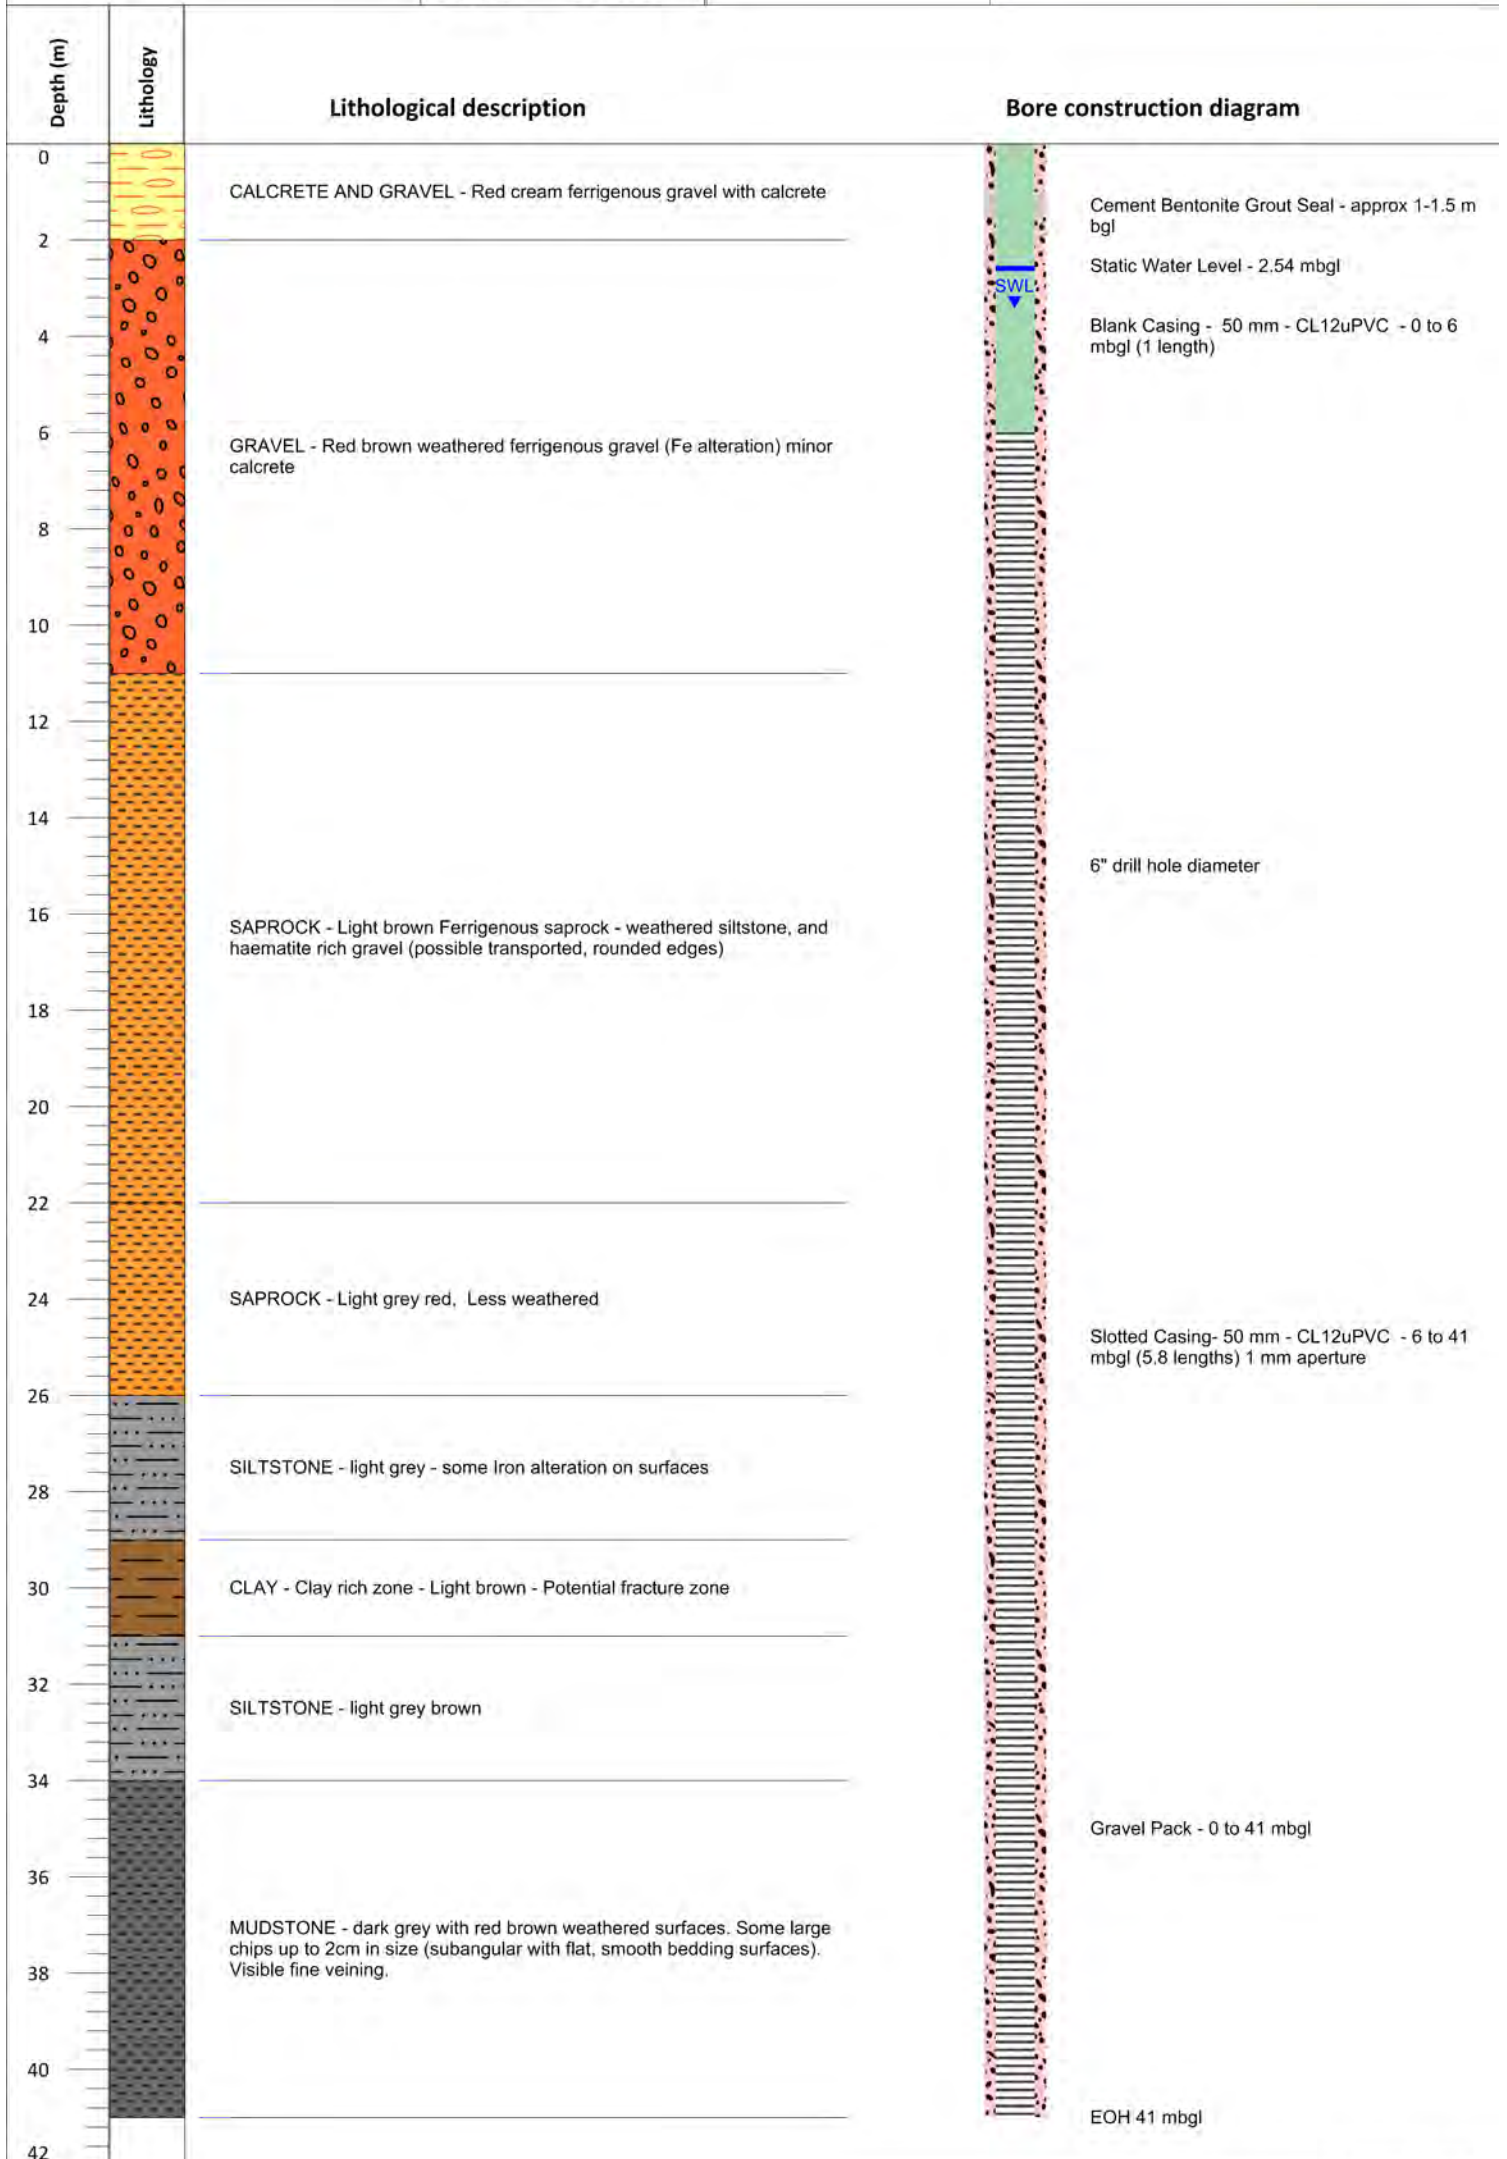 Depth (m)
Lithology
Lithological description
Bore construction diagram
0
CALCRETE AND GRAVEL - Red cream ferrigenous gravel with calcrete
Cement Bentonite Grout Seal - approx 1-1.5 m
bgl
2
Static Water Level - 2.54 mbgl
SWL
Blank Casing - 50 mm - CL12uPVC - 0 to 6
mbgl (1 length)
4
6
GRAVEL - Red brown weathered ferrigenous gravel (Fe alteration) minor
calcrete
8
10
12
14
6" drill hole diameter
16
SAPROCK - Light brown Ferrigenous saprock - weathered siltstone, and
haematite rich gravel (possible transported, rounded edges)
18
20
22
24
SAPROCK - Light grey red, Less weathered
Slotted Casing- 50 mm - CL12uPVC - 6 to 41
mbgl (5.8 lengths) 1 mm aperture
26
SILTSTONE - light grey - some Iron alteration on surfaces
28
30
CLAY - Clay rich zone - Light brown - Potential fracture zone
32
SILTSTONE - light grey brown
34
Gravel Pack - 0 to 41 mbgl
36
MUDSTONE - dark grey with red brown weathered surfaces. Some large
chips up to 2cm in size (subangular with flat, smooth bedding surfaces).
Visible fine veining.
38
40
EOH 41 mbgl
42